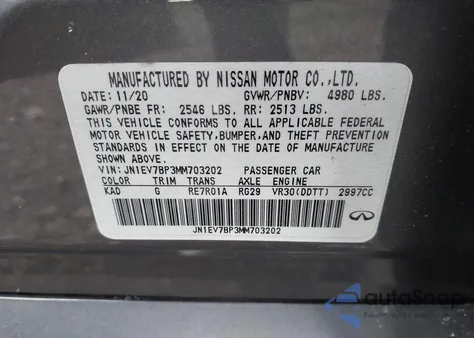 MANUFACTURED BY NISSAN MOTOR CO.,LTD.
DATE: 11/20 GVWR/PNBV: 4980 LBS.
GAWR/PNBE FR: 2546 LBS. RR: 2513 LBS.
THIS VEHICLE CONFORMS TO ALL APPLICABLE FEDERAL
MOTOR VEHICLE SAFETY,BUMPER,AND THEFT PREVENTION
STANDARDS IN EFFECT ON THE DATE OF MANUFACTURE
SHOWN ABOVE.
VIN: JN1EV7BP3MM703202 PASSENGER CAR
COLOR TRIM TRANS AXLE ENGINE
KAD G RE7R01A RG29 VR30(DDTT) 2997CC
JN1EV7BP3MM703202
autoSnap